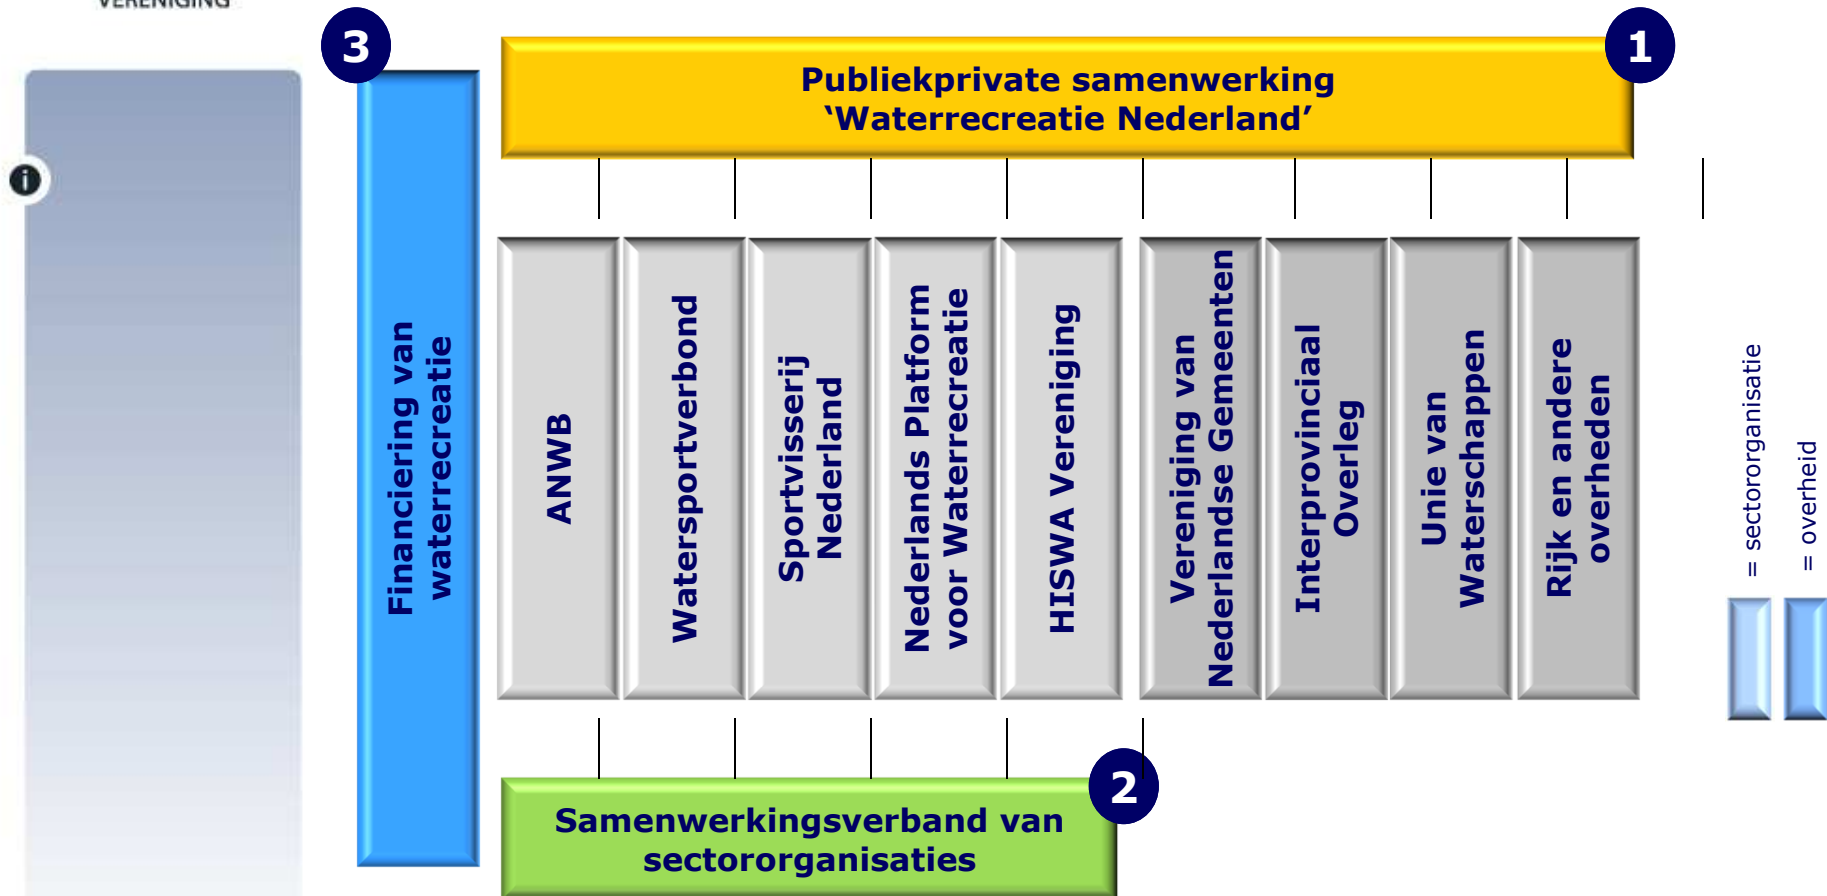 VERENIGING
3
1
Publiekprivate samenwerking
‘Waterrecreatie Nederland’
i
Financiering van
waterrecreatie
ANWB
Watersportverbond
Sportvisserij
Nederland
Nederlands Platform
voor Waterrecreatie
HISWA Vereniging
Vereniging van
Nederlandse Gemeenten
Interprovinciaal
Overleg
Unie van
Waterschappen
Rijk en andere
overheden
= sectororganisatie
= overheid
2
Samenwerkingsverband van
sectororganisaties